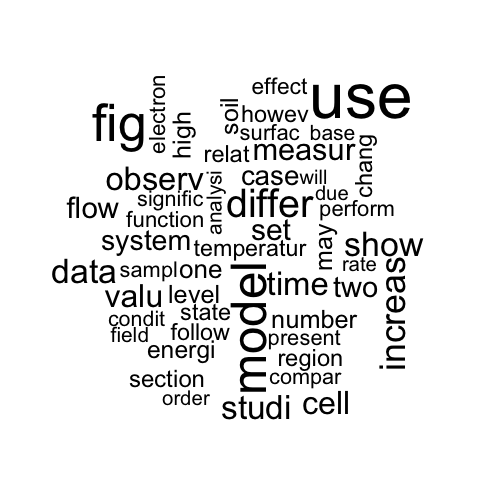 effect
use
electron
fig
high
soil
howev
surfac
base
relat
measur
chang
observ
analysi
case
will
signific
due
flow
differ
perform
function
set
may
system
temperatur
show
data
sampl
one
model
time
two
rate
valu
level
increas
condit
state
number
field
follow
present
energi
region
section
compar
order
studi
cell